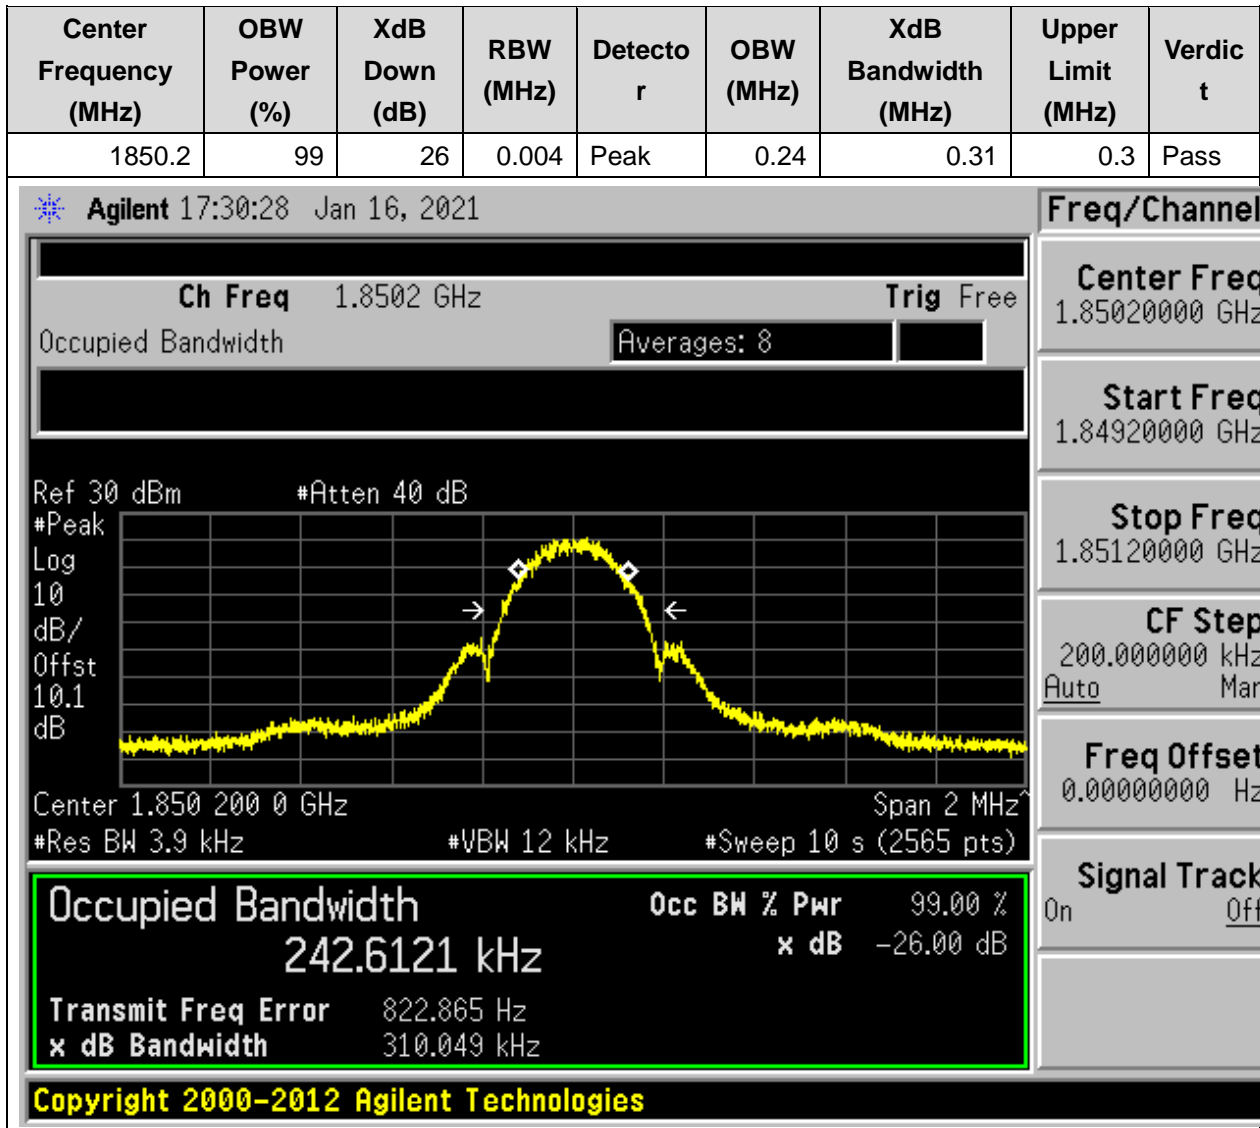 Center Frequency (MHz) OBW Power (%) XdB Down (dB) RBW (MHz) Detecto r OBW (MHz) XdB Bandwidth (MHz) Upper Limit (MHz) Verdic t
1850.2 99 26 0.004 Peak 0.24 0.31 0.3 Pass
Agilent 17:30:28 Jan 16, 2021
Freq/Channel
Ch Freq 1.8502 GHz Trig Free
Occupied Bandwidth Averages: 8
Center Freq
1.85020000 GHz
Start Freq
1.84920000 GHz
Stop Freq
1.85120000 GHz
CF Step
200.000000 kHz
Auto Man
Freq Offset
0.00000000 Hz
Signal Track
On Off
Ref 30 dBm #Atten 40 dB
#Peak
Log
10
dB/
Offst
10.1
dB
Center 1.850 200 0 GHz Span 2 MHz^
#Res BW 3.9 kHz #VBW 12 kHz #Sweep 10 s (2565 pts)
Occupied Bandwidth Occ BW % Pwr 99.00 %
242.6121 kHz x dB -26.00 dB
Transmit Freq Error 822.865 Hz
x dB Bandwidth 310.049 kHz
Copyright 2000-2012 Agilent Technologies